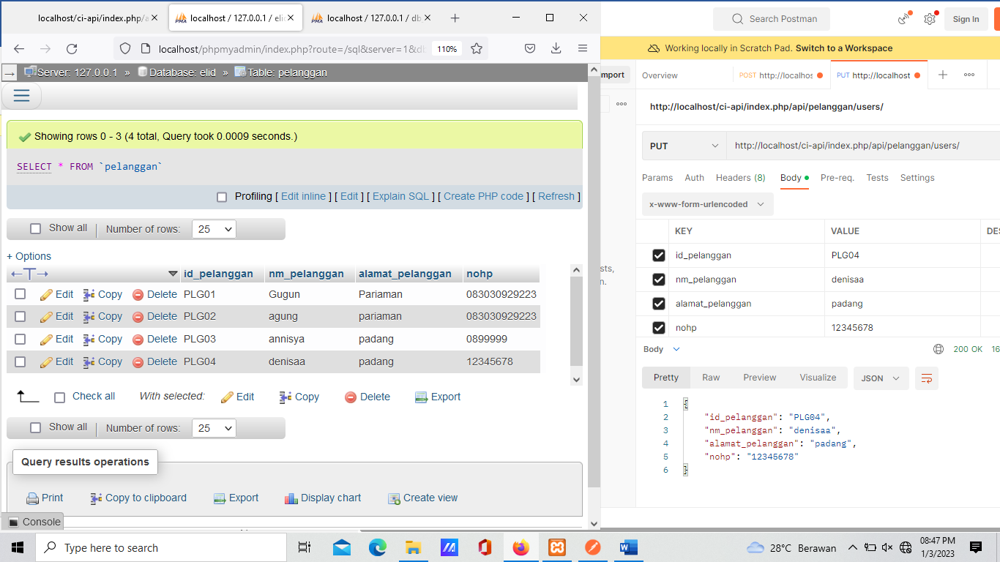 localhost/ci-api/index.php/a
localhost / 127.0.0.1 / eli
localhost / 127.0.0.1 / db
Search Postman
Sign In
localhost/phpmyadmin/index.php?route=/sql&server=1&db
110%
Working locally in Scratch Pad. Switch to a Workspace
Server: 127.0.0.1 » Database: elid » Table: pelanggan
mport
Overview
POST http://localhos
PUT http://localhost
http://localhost/ci-api/index.php/api/pelanggan/users/
Showing rows 0 - 3 (4 total, Query took 0.0009 seconds.)
SELECT * FROM `pelanggan`
PUT
http://localhost/ci-api/index.php/api/pelanggan/users/
Params Auth Headers (8) Body Pre-req. Tests Settings
Profiling [ Edit inline ] [ Edit ] [ Explain SQL ] [ Create PHP code ] [ Refresh ]
x-www-form-urlencoded
Show all Number of rows: 25
KEY VALUE DES
+ Options
id_pelanggan PLG04
nm_pelanggan denisaa
alamat_pelanggan padang
nohp 12345678
sts,
n.
id_pelanggan nm_pelanggan alamat_pelanggan nohp
Edit Copy Delete PLG01 Gugun Pariaman 083030929223
Edit Copy Delete PLG02 agung pariaman 083030929223
Edit Copy Delete PLG03 annisya padang 0899999
Edit Copy Delete PLG04 denisaa padang 12345678
Body 200 OK 16
Pretty Raw Preview Visualize JSON
Check all With selected: Edit Copy Delete Export
1 {
2 "id_pelanggan": "PLG04",
3 "nm_pelanggan": "denisaa",
4 "alamat_pelanggan": "padang",
5 "nohp": "12345678"
6 }
Show all Number of rows: 25
Query results operations
Print Copy to clipboard Export Display chart Create view
Console
Type here to search
28°C Berawan
08:47 PM
1/3/2023